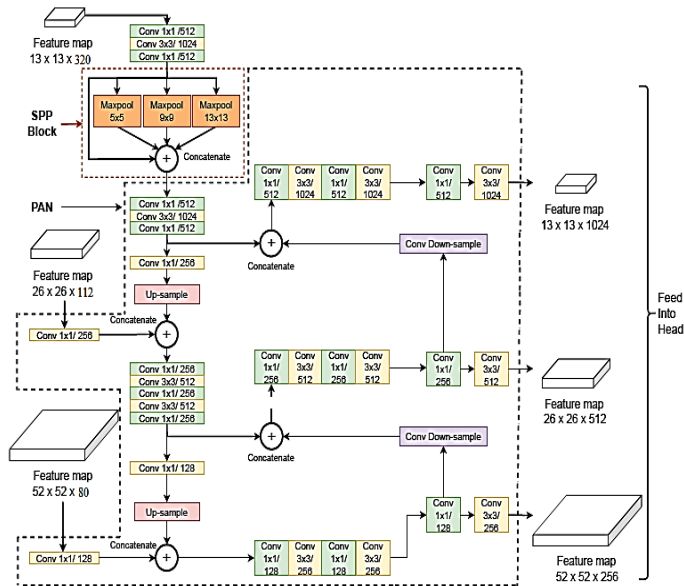 Feature map
13 x 13 x 320
Conv 1x1 /512
Conv 3x3/ 1024
Conv 1x1 /512
SPP
Block
Maxpool
5x5
Maxpool
9x9
Maxpool
13x13
+
Concatenate
PAN
Conv 1x1 /512
Conv 3x3/ 1024
Conv 1x1 /512
Conv
1x1/
512
Conv
3x3/
1024
Conv
1x1/
512
Conv
3x3/
1024
Conv
1x1/
512
Conv
3x3/
1024
Feature map
13 x 13 x 1024
+
Concatenate
Conv Down-sample
Feature map
26 x 26 x 112
Conv 1x1/ 256
Up-sample
Conv 1x1/ 256
Concatenate
+
Conv 1x1/ 256
Conv 3x3/ 512
Conv 1x1/ 256
Conv 3x3/ 512
Conv 1x1/ 256
Conv
1x1/
256
Conv
3x3/
512
Conv
1x1/
256
Conv
3x3/
512
Conv
1x1/
256
Conv
3x3/
512
Feature map
26 x 26 x 512
+
Concatenate
Conv Down-sample
Feature map
52 x 52 x 80
Conv 1x1/ 128
Up-sample
Conv 1x1/ 128
Concatenate
+
Conv
1x1/
128
Conv
3x3/
256
Conv
1x1/
128
Conv
3x3/
256
Conv
1x1/
128
Conv
3x3/
256
Feature map
52 x 52 x 256
Feed
Into
Head